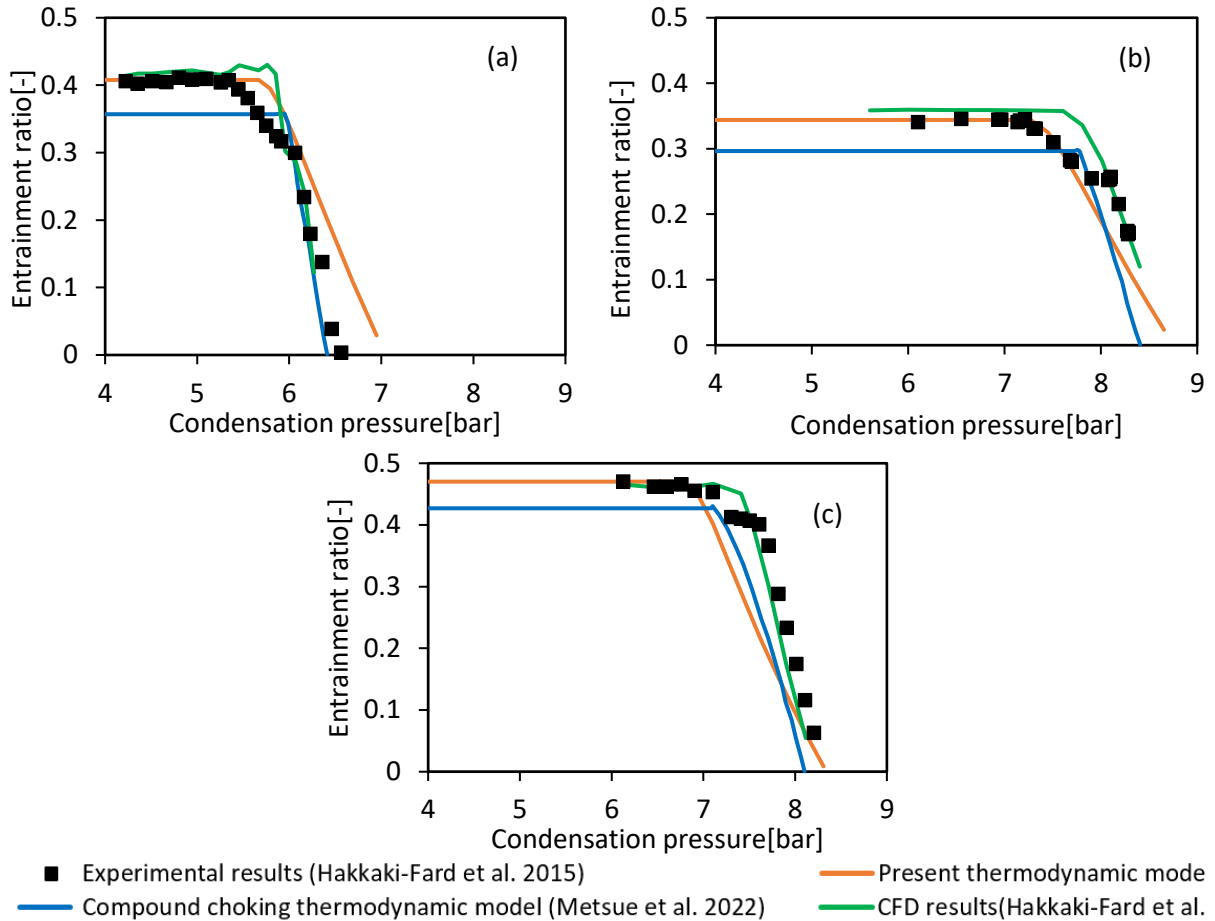 (a)
Entrainment ratio[-]
0.5
0.4
0.3
0.2
0.1
0
4 5 6 7 8 9
Condensation pressure[bar]
(b)
Entrainment ratio[-]
0.5
0.4
0.3
0.2
0.1
0
4 5 6 7 8 9
Condensation pressure[bar]
(c)
Entrainment ratio[-]
0.5
0.4
0.3
0.2
0.1
0
4 5 6 7 8 9
Condensation pressure[bar]
Experimental results (Hakkaki-Fard et al. 2015) Present thermodynamic mode
Compound choking thermodynamic model (Metsue et al. 2022) CFD results(Hakkaki-Fard et al.